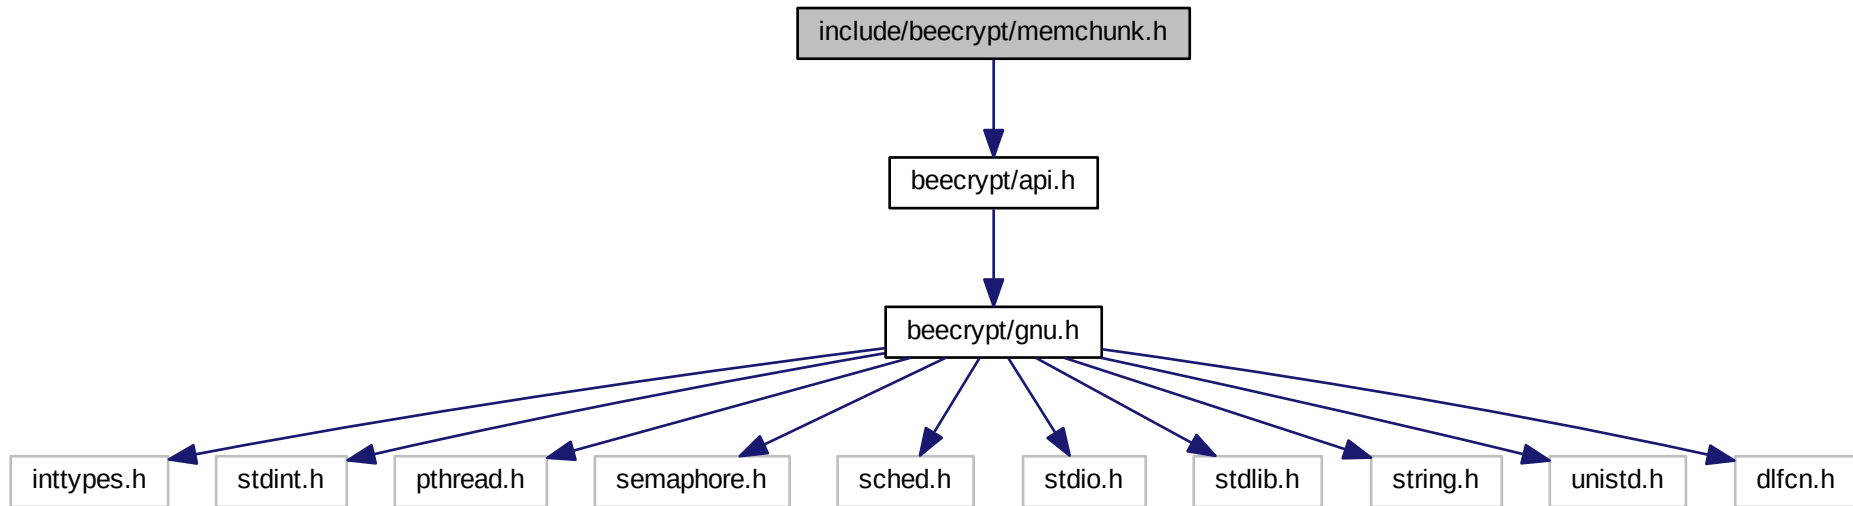 include/beecrypt/memchunk.h
beecrypt/api.h
beecrypt/gnu.h
inttypes.h
stdint.h
pthread.h
semaphore.h
sched.h
stdio.h
stdlib.h
string.h
unistd.h
dlfcn.h